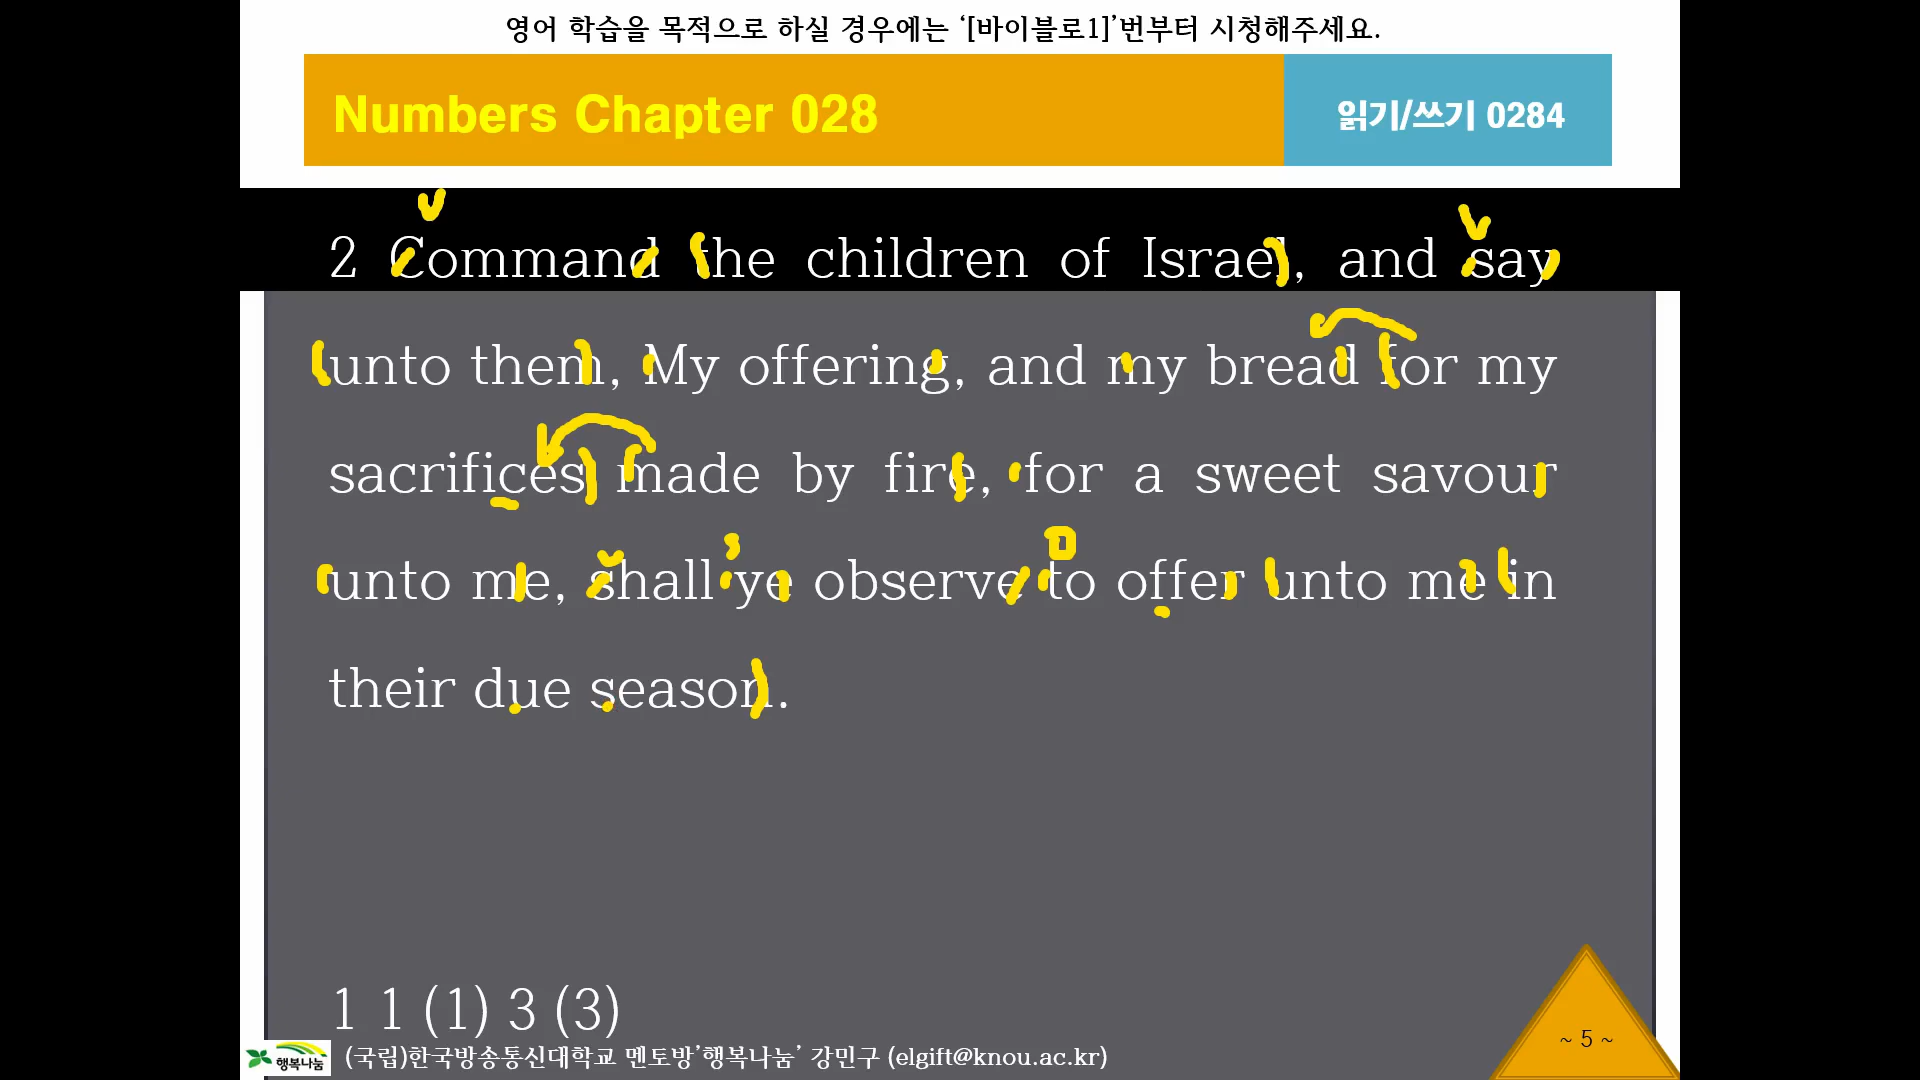 영어 학습을 목적으로 하실 경우에는 ‘[바이블로1]’번부터 시청해주세요.
Numbers Chapter 028
읽기/쓰기 0284
2 Command the children of Israel, and say
unto them, My offering, and my bread for my
sacrifices made by fire, for a sweet savour
unto me, shall ye observe to offer unto me in
their due season.
1 1 (1) 3 (3)
행복나눔
(국립)한국방송통신대학교 멘토방’행복나눔’ 강민구 (elgift@knou.ac.kr)
~ 5 ~